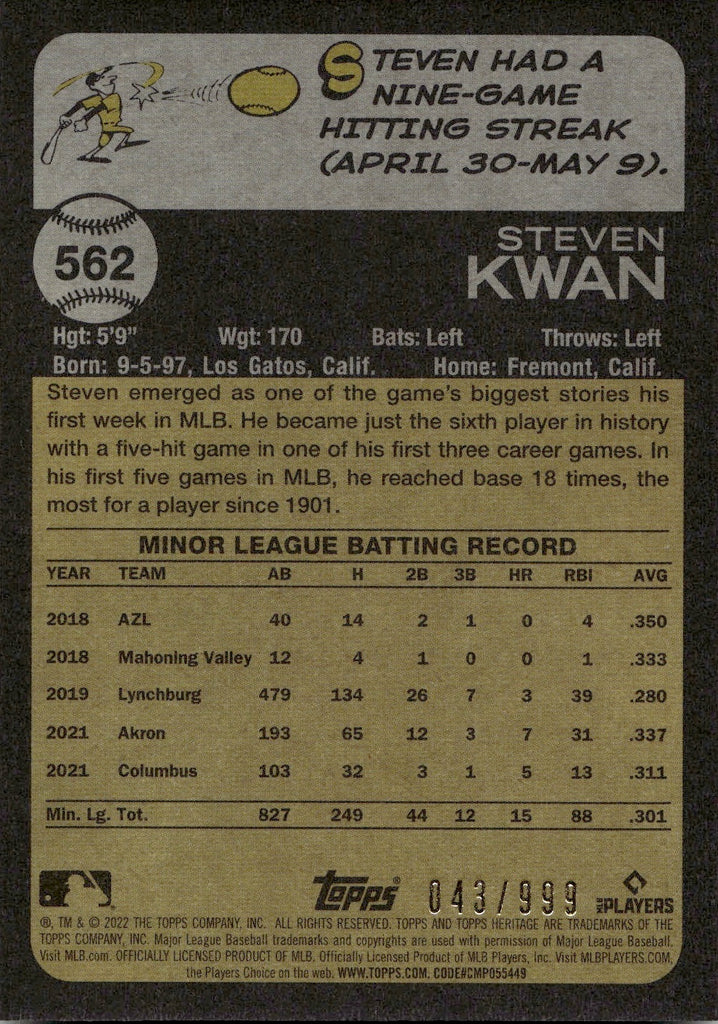 STEVEN HAD A
NINE-GAME
HITTING STREAK
(APRIL 30-MAY 9).
562
STEVEN
KWAN
Hgt: 5'9" Wgt: 170 Bats: Left Throws: Left
Born: 9-5-97, Los Gatos, Calif. Home: Fremont, Calif.
Steven emerged as one of the game's biggest stories his
first week in MLB. He became just the sixth player in history
with a five-hit game in one of his first three career games. In
his first five games in MLB, he reached base 18 times, the
most for a player since 1901.
MINOR LEAGUE BATTING RECORD
YEAR TEAM AB H 2B 3B HR RBI AVG
2018 AZL 40 14 2 1 0 4 .350
2018 Mahoning Valley 12 4 1 0 0 1 .333
2019 Lynchburg 479 134 26 7 3 39 .280
2021 Akron 193 65 12 3 7 31 .337
2021 Columbus 103 32 3 1 5 13 .311
Min. Lg. Tot. 827 249 44 12 15 88 .301
Topps® 043/999 PLAYERS
®, TM & © 2022 THE TOPPS COMPANY, INC. ALL RIGHTS RESERVED. TOPPS AND TOPPS HERITAGE ARE TRADEMARKS OF THE
TOPPS COMPANY, INC. Major League Baseball trademarks and copyrights are used with permission of Major League Baseball.
Visit MLB.com. OFFICIALLY LICENSED PRODUCT OF MLB. Officially Licensed Product of MLB Players, Inc. Visit MLBPLAYERS.COM,
the Players Choice on the web. WWW.TOPPS.COM. CODE#CMP055449